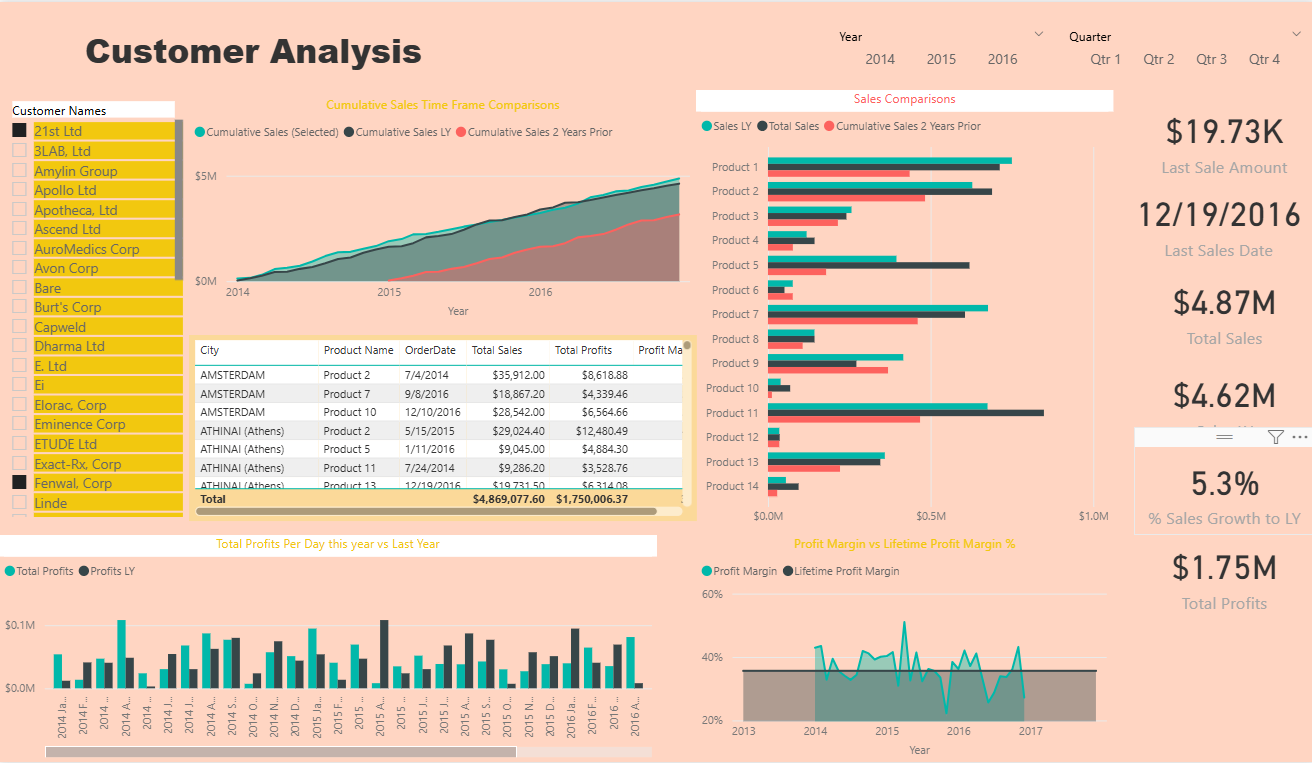 Customer Analysis
Year
2014 2015 2016
Quarter
Qtr 1 Qtr 2 Qtr 3 Qtr 4
Customer Names
21st Ltd
3LAB, Ltd
Amylin Group
Apollo Ltd
Apotheca, Ltd
Ascend Ltd
AuroMedics Corp
Avon Corp
Bare
Burt's Corp
Capweld
Dharma Ltd
E. Ltd
Ei
Elorac, Corp
Eminence Corp
ETUDE Ltd
Exact-Rx, Corp
Fenwal, Corp
Linde
Cumulative Sales Time Frame Comparisons
Cumulative Sales (Selected) Cumulative Sales LY Cumulative Sales 2 Years Prior
$5M
$0M
2014 2015 2016
Year
City Product Name OrderDate Total Sales Total Profits Profit Ma
AMSTERDAM Product 2 7/4/2014 $35,912.00 $8,618.88
AMSTERDAM Product 7 9/8/2016 $18,867.20 $4,339.46
AMSTERDAM Product 10 12/10/2016 $28,542.00 $6,564.66
ATHINAI (Athens) Product 2 5/15/2015 $29,024.40 $12,480.49
ATHINAI (Athens) Product 5 1/11/2016 $9,045.00 $4,884.30
ATHINAI (Athens) Product 11 7/24/2014 $9,286.20 $3,528.76
ATHINAI (Athens) Product 13 12/19/2016 $19,731.50 $6,314.08
Total $4,869,077.60 $1,750,006.37
Sales Comparisons
Sales LY Total Sales Cumulative Sales 2 Years Prior
Product 1
Product 2
Product 3
Product 4
Product 5
Product 6
Product 7
Product 8
Product 9
Product 10
Product 11
Product 12
Product 13
Product 14
$0.0M $0.5M $1.0M
$19.73K
Last Sale Amount
12/19/2016
Last Sales Date
$4.87M
Total Sales
$4.62M
5.3%
% Sales Growth to LY
$1.75M
Total Profits
Total Profits Per Day this year vs Last Year
Total Profits Profits LY
$0.1M
$0.0M
2014 Ja... 2014 F... 2014 ... 2014 A... 2014 ... 2014 J... 2014 J... 2014 A... 2014 S... 2014 O... 2014 N... 2014 D... 2015 Ja... 2015 F... 2015 ... 2015 A... 2015 ... 2015 J... 2015 J... 2015 A... 2015 S... 2015 O... 2015 N... 2015 D... 2016 Ja... 2016 F... 2016 ... 2016 A...
Profit Margin vs Lifetime Profit Margin %
Profit Margin Lifetime Profit Margin
60%
40%
20%
2013 2014 2015 2016 2017
Year